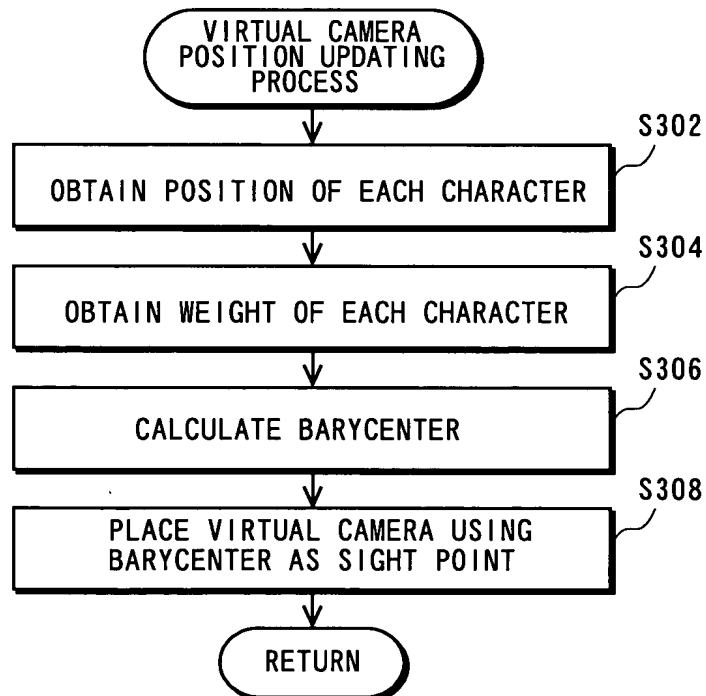 VIRTUAL CAMERA
POSITION UPDATING
PROCESS
S302
OBTAIN POSITION OF EACH CHARACTER
S304
OBTAIN WEIGHT OF EACH CHARACTER
S306
CALCULATE BARYCENTER
S308
PLACE VIRTUAL CAMERA USING
BARYCENTER AS SIGHT POINT
RETURN